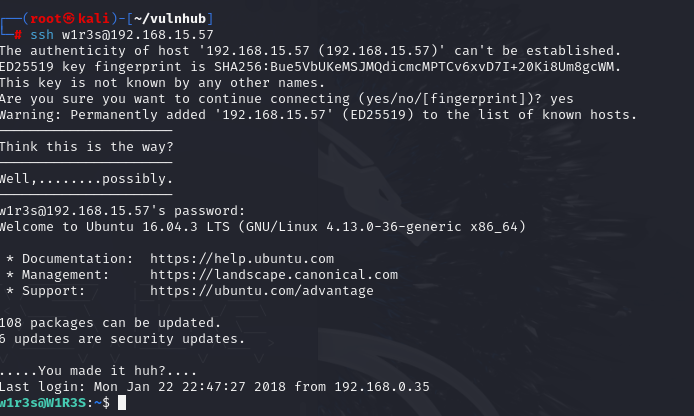 ┌──(root㉿kali)-[~/vulnhub]
└─# ssh w1r3s@192.168.15.57
The authenticity of host '192.168.15.57 (192.168.15.57)' can't be established.
ED25519 key fingerprint is SHA256:Bue5VbUKeMSJMQdicmcMPTCv6xvD7I+20Ki8Um8gcWM.
This key is not known by any other names.
Are you sure you want to continue connecting (yes/no/[fingerprint])? yes
Warning: Permanently added '192.168.15.57' (ED25519) to the list of known hosts.
----------------------
Think this is the way?
----------------------
Well,........possibly.
----------------------
w1r3s@192.168.15.57's password:
Welcome to Ubuntu 16.04.3 LTS (GNU/Linux 4.13.0-36-generic x86_64)
* Documentation:  https://help.ubuntu.com
* Management:     https://landscape.canonical.com
* Support:        https://ubuntu.com/advantage
108 packages can be updated.
6 updates are security updates.
.....You made it huh?....
Last login: Mon Jan 22 22:47:27 2018 from 192.168.0.35
w1r3s@W1R3S:~$